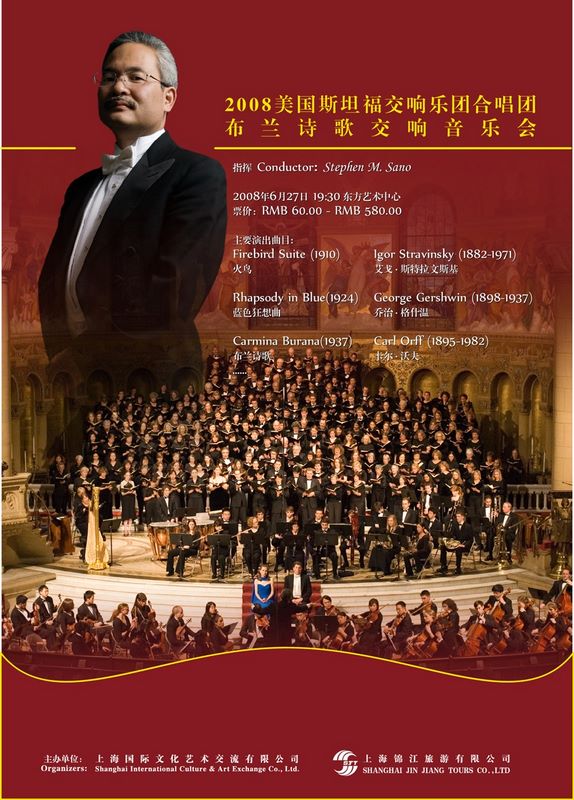 2008美国斯坦福交响乐团合唱团
布兰诗歌交响音乐会
指挥 Conductor: Stephen M. Sano
2008年6月27日 19:30 东方艺术中心
票价: RMB 60.00 - RMB 580.00
主要演出曲目:
Firebird Suite (1910) Igor Stravinsky (1882-1971)
火鸟 艾戈·斯特拉文斯基
Rhapsody in Blue(1924) George Gershwin (1898-1937)
蓝色狂想曲 乔治·格什温
Carmina Burana(1937) Carl Orff (1895-1982)
布兰诗歌 卡尔·沃夫
......
主办单位: 上海国际文化艺术交流有限公司 上海锦江旅游有限公司
Organizers: Shanghai International Culture & Art Exchange Co., Ltd. SHANGHAI JIN JIANG TOURS CO.,LTD